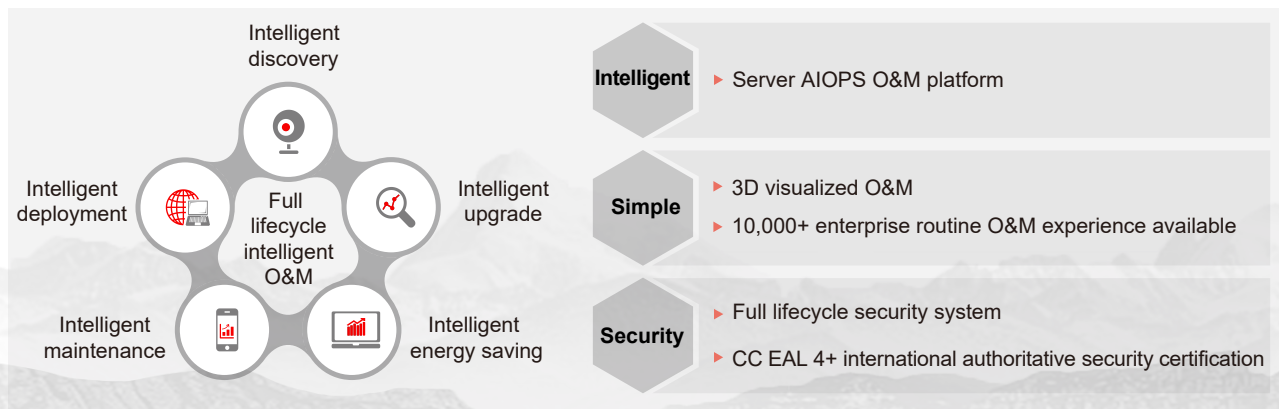 Intelligent
discovery
Intelligent
deployment
Full
lifecycle
intelligent
O&M
Intelligent
upgrade
Intelligent
maintenance
Intelligent
energy saving
Intelligent
Server AIOPS O&M platform
Simple
3D visualized O&M
10,000+ enterprise routine O&M experience available
Security
Full lifecycle security system
CC EAL 4+ international authoritative security certification